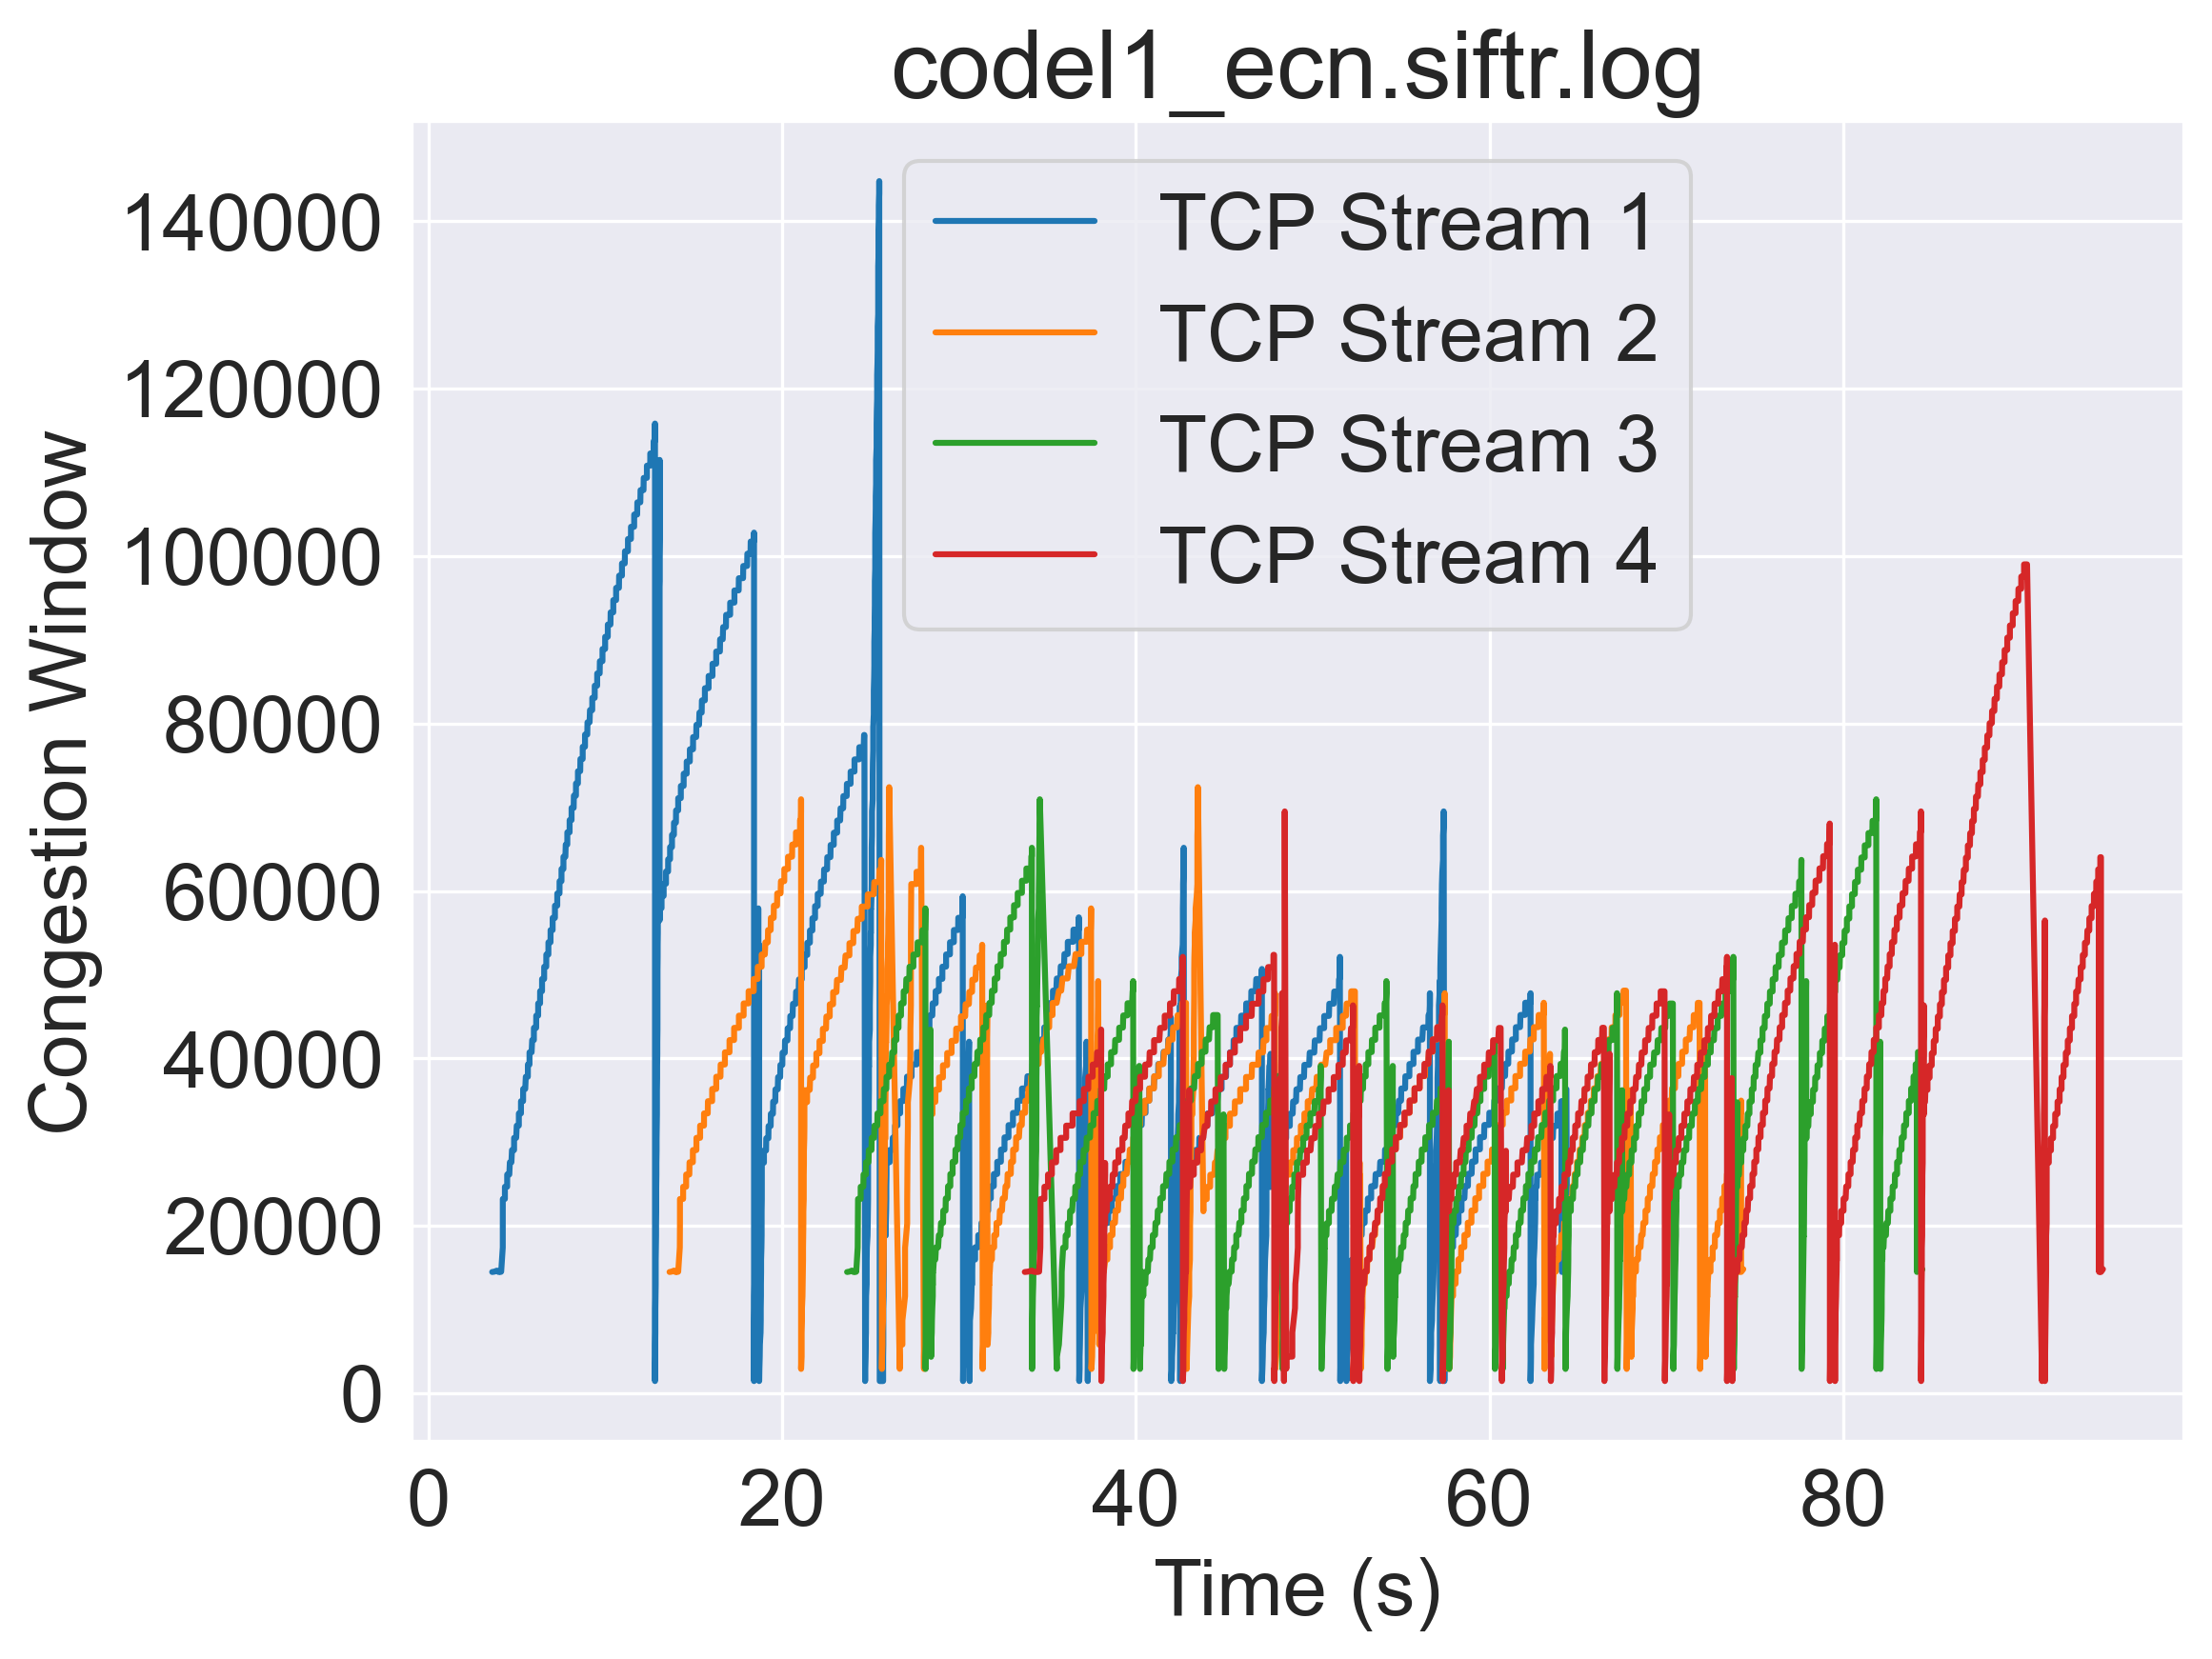 codel1_ecn.siftr.log
TCP Stream 1
TCP Stream 2
TCP Stream 3
TCP Stream 4
Congestion Window
140000
120000
100000
80000
60000
40000
20000
0
0 20 40 60 80
Time (s)